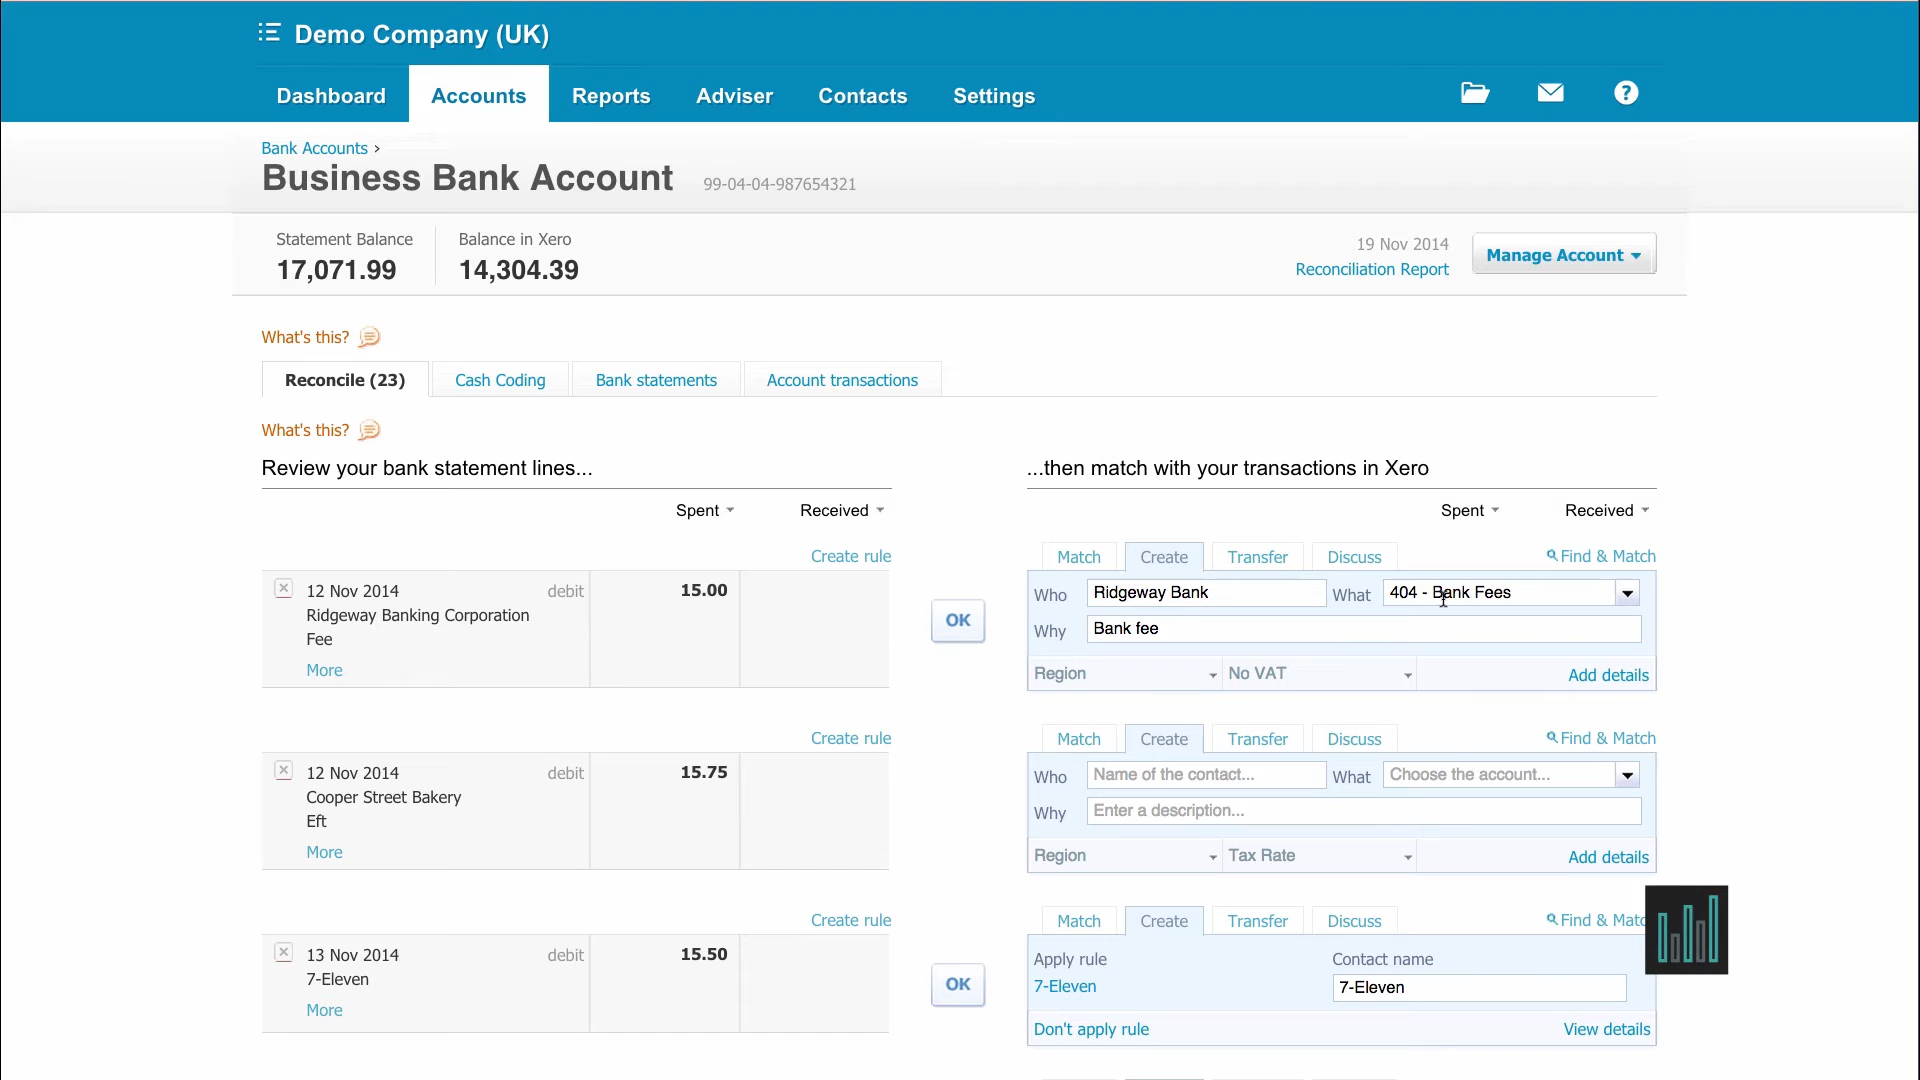 Demo Company (UK)
Dashboard Accounts Reports Adviser Contacts Settings ?
Bank Accounts ›
Business Bank Account 99-04-04-987654321
Statement Balance Balance in Xero 19 Nov 2014
17,071.99 14,304.39 Reconciliation Report Manage Account
What's this?
Reconcile (23) Cash Coding Bank statements Account transactions
What's this?
Review your bank statement lines... ...then match with your transactions in Xero
Spent Received Spent Received
Create rule Match Create Transfer Discuss Find & Match
12 Nov 2014 debit 15.00 Who Ridgeway Bank What 404 - Bank Fees
Ridgeway Banking Corporation OK
Fee Why Bank fee
More Region No VAT Add details
Create rule Match Create Transfer Discuss Find & Match
12 Nov 2014 debit 15.75 Who Name of the contact... What Choose the account...
Cooper Street Bakery
Eft Why Enter a description...
More Region Tax Rate Add details
Create rule Match Create Transfer Discuss Find & Matc
13 Nov 2014 debit 15.50 Apply rule Contact name
7-Eleven OK 7-Eleven 7-Eleven
More Don't apply rule View details